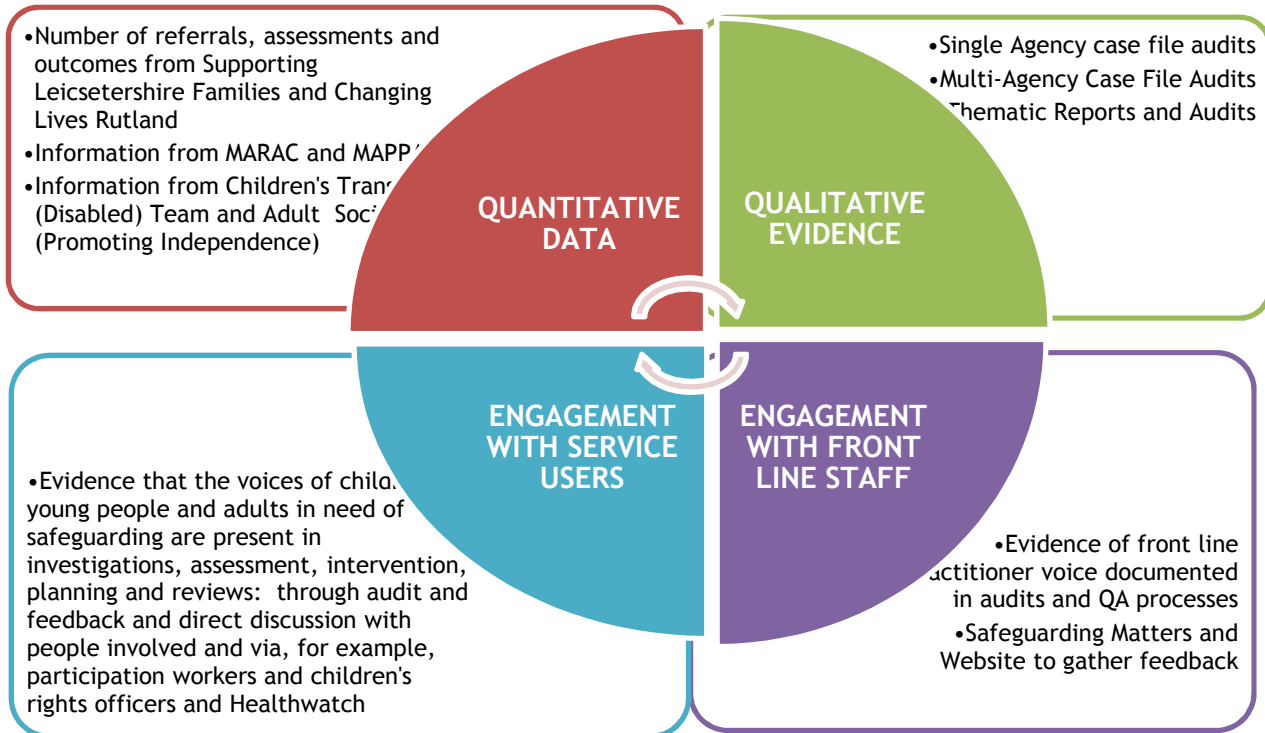 •Number of referrals, assessments and
outcomes from Supporting
Leicsetershire Families and Changing
Lives Rutland
•Information from MARAC and
•Information from Children's
(Disabled) Team and Adult
(Promoting Independence)
QUANTITATIVE
DATA
•Single Agency case file audits
•Multi-Agency Case File Audits
Thematic Reports and Audits
QUALITATIVE
EVIDENCE
ENGAGEMENT
WITH SERVICE
USERS
•Evidence that the voices of
young people and adults in need of
safeguarding are present in
investigations, assessment, intervention,
planning and reviews: through audit and
feedback and direct discussion with
people involved and via, for example,
participation workers and children's
rights officers and Healthwatch
ENGAGEMENT
WITH FRONT
LINE STAFF
•Evidence of front line
voice documented
in audits and QA processes
•Safeguarding Matters and
Website to gather feedback